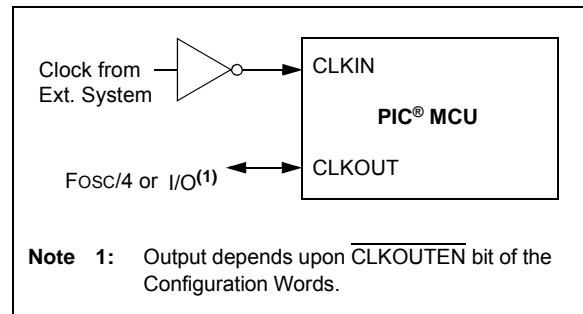 Clock from
Ext. System
CLKIN
PIC® MCU
FOSC/4 or I/O(1)
CLKOUT
Note 1: Output depends upon CLKOUTEN bit of the
Configuration Words.